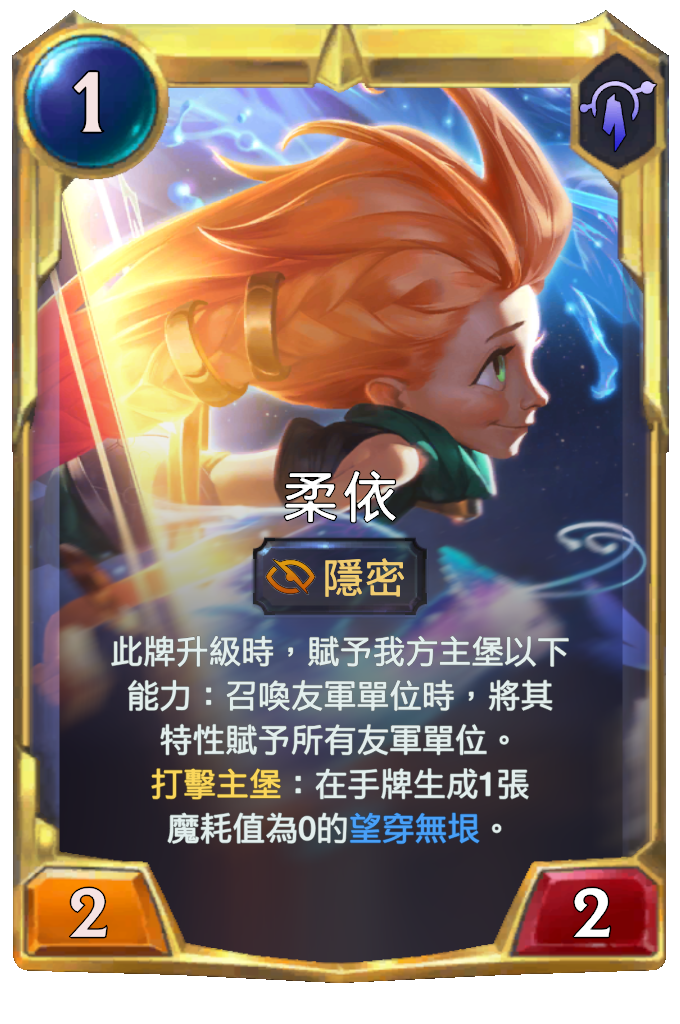 1
柔依
隱密
此牌升級時，賦予我方主堡以下
能力：召喚友軍單位時，將其
特性賦予所有友軍單位。
打擊主堡：在手牌生成1張
魔耗值為0的望穿無垠。
2
2